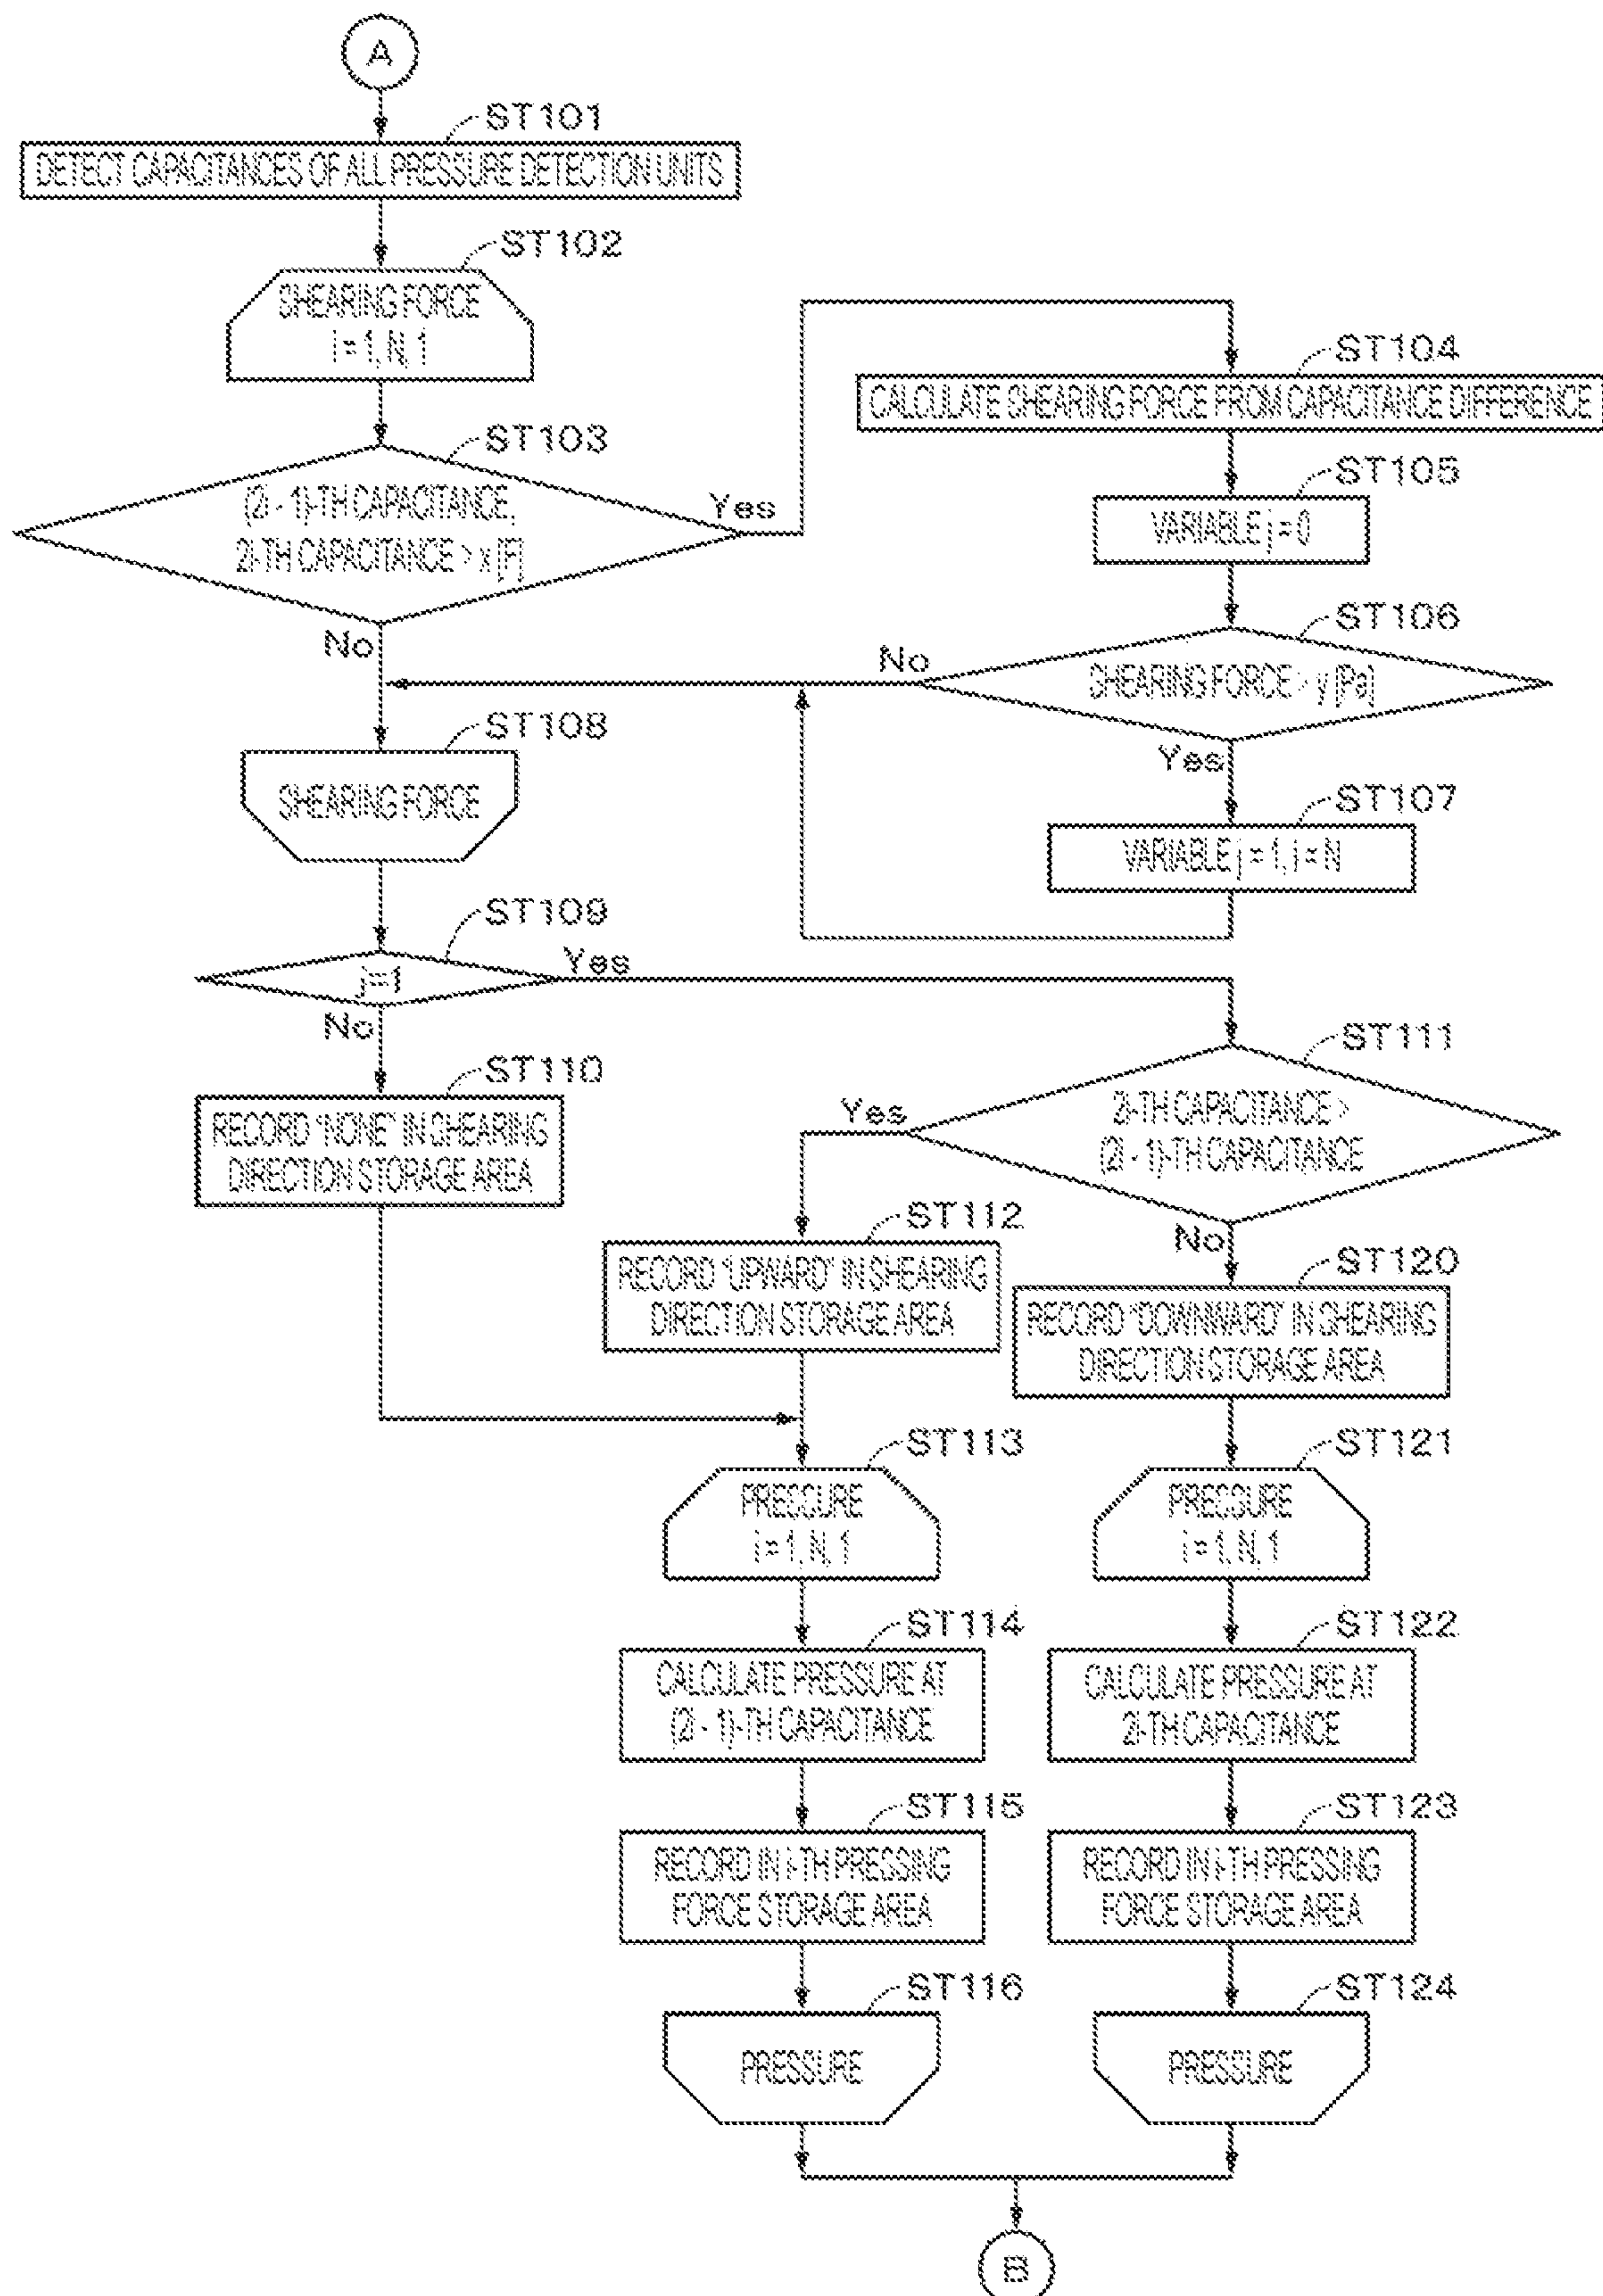 A
ST101
DETECT CAPACITANCES OF ALL PRESSURE DETECTION UNITS
ST102
SHEARING FORCE
i = 1, N, 1
ST103
(2i - 1)-TH CAPACITANCE,
2i-TH CAPACITANCE > x [F]
Yes
No
ST104
CALCULATE SHEARING FORCE FROM CAPACITANCE DIFFERENCE
ST105
VARIABLE j = 0
ST106
SHEARING FORCE > y [Pa]
No
Yes
ST107
VARIABLE j = 1, i = N
ST108
SHEARING FORCE
ST109
j=1
Yes
No
ST110
RECORD "NONE" IN SHEARING
DIRECTION STORAGE AREA
ST111
2i-TH CAPACITANCE >
(2i - 1)-TH CAPACITANCE
Yes
No
ST112
RECORD "UPWARD" IN SHEARING
DIRECTION STORAGE AREA
ST120
RECORD "DOWNWARD" IN SHEARING
DIRECTION STORAGE AREA
ST113
PRESSURE
i = 1, N, 1
ST121
PRESSURE
i = 1, N, 1
ST114
CALCULATE PRESSURE AT
(2i - 1)-TH CAPACITANCE
ST122
CALCULATE PRESSURE AT
2i-TH CAPACITANCE
ST115
RECORD IN i-TH PRESSING
FORCE STORAGE AREA
ST123
RECORD IN i-TH PRESSING
FORCE STORAGE AREA
ST116
PRESSURE
ST124
PRESSURE
B